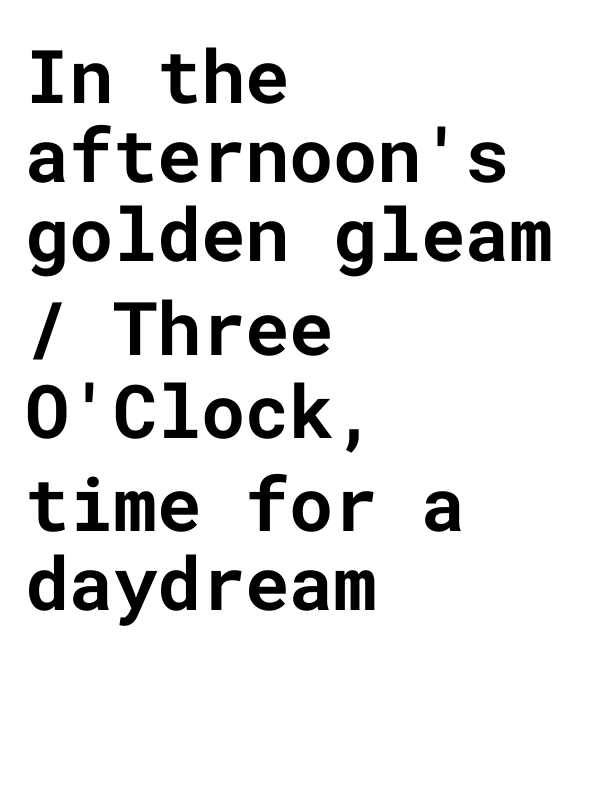 In the
afternoon's
golden gleam
/ Three
O'Clock,
time for a
daydream